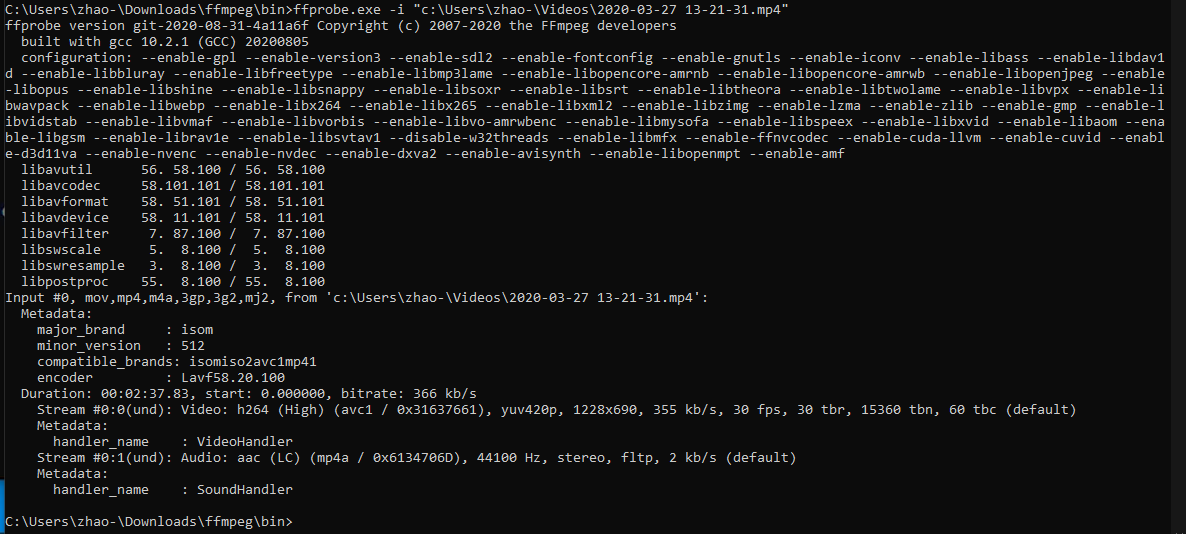 C:\Users\zhao-\Downloads\ffmpeg\bin>ffprobe.exe -i "c:\Users\zhao-\Videos\2020-03-27 13-21-31.mp4"
ffprobe version git-2020-08-31-4a11a6f Copyright (c) 2007-2020 the FFmpeg developers
  built with gcc 10.2.1 (GCC) 20200805
  configuration: --enable-gpl --enable-version3 --enable-sdl2 --enable-fontconfig --enable-gnutls --enable-iconv --enable-libass --enable-libdav1
d --enable-libbluray --enable-libfreetype --enable-libmp3lame --enable-libopencore-amrnb --enable-libopencore-amrwb --enable-libopenjpeg --enable
-libopus --enable-libshine --enable-libsnappy --enable-libsoxr --enable-libsrt --enable-libtheora --enable-libtwolame --enable-libvpx --enable-li
bwavpack --enable-libwebp --enable-libx264 --enable-libx265 --enable-libxml2 --enable-libzimg --enable-lzma --enable-zlib --enable-gmp --enable-l
ibvidstab --enable-libvmaf --enable-libvorbis --enable-libvo-amrwbenc --enable-libmysofa --enable-libspeex --enable-libxvid --enable-libaom --ena
ble-libgsm --enable-librav1e --enable-libsvtav1 --disable-w32threads --enable-libmfx --enable-ffnvcodec --enable-cuda-llvm --enable-cuvid --enabl
e-d3d11va --enable-nvenc --enable-nvdec --enable-dxva2 --enable-avisynth --enable-libopenmpt --enable-amf
  libavutil      56. 58.100 / 56. 58.100
  libavcodec     58.101.101 / 58.101.101
  libavformat    58. 51.101 / 58. 51.101
  libavdevice    58. 11.101 / 58. 11.101
  libavfilter     7. 87.100 /  7. 87.100
  libswscale      5.  8.100 /  5.  8.100
  libswresample   3.  8.100 /  3.  8.100
  libpostproc    55.  8.100 / 55.  8.100
Input #0, mov,mp4,m4a,3gp,3g2,mj2, from 'c:\Users\zhao-\Videos\2020-03-27 13-21-31.mp4':
  Metadata:
    major_brand     : isom
    minor_version   : 512
    compatible_brands: isomiso2avc1mp41
    encoder         : Lavf58.20.100
  Duration: 00:02:37.83, start: 0.000000, bitrate: 366 kb/s
    Stream #0:0(und): Video: h264 (High) (avc1 / 0x31637661), yuv420p, 1228x690, 355 kb/s, 30 fps, 30 tbr, 15360 tbn, 60 tbc (default)
    Metadata:
      handler_name    : VideoHandler
    Stream #0:1(und): Audio: aac (LC) (mp4a / 0x6134706D), 44100 Hz, stereo, fltp, 2 kb/s (default)
    Metadata:
      handler_name    : SoundHandler
C:\Users\zhao-\Downloads\ffmpeg\bin>